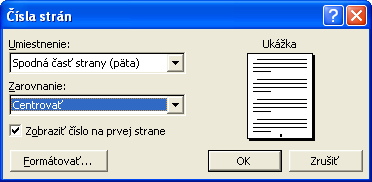 Čísla strán
Umiestnenie:
Ukážka
Spodná časť strany (päta)
Zarovnanie:
Centrovať
Zobraziť číslo na prvej strane
Formátovať...
OK
Zrušiť